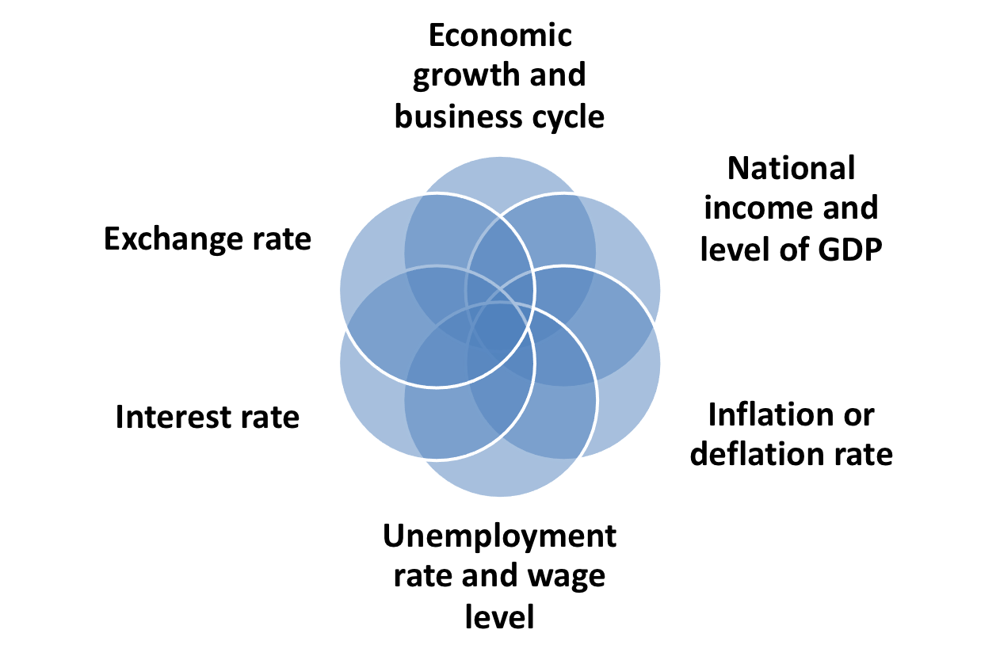 Economic
growth and
business cycle
National
income and
level of GDP
Exchange rate
Interest rate
Inflation or
deflation rate
Unemployment
rate and wage
level